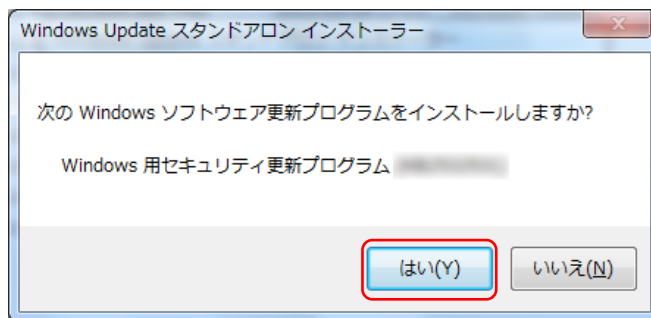 Windows Update スタンドアロン インストーラー
次の Windows ソフトウェア更新プログラムをインストールしますか?
Windows 用セキュリティ更新プログラム
はい(Y)
いいえ(N)